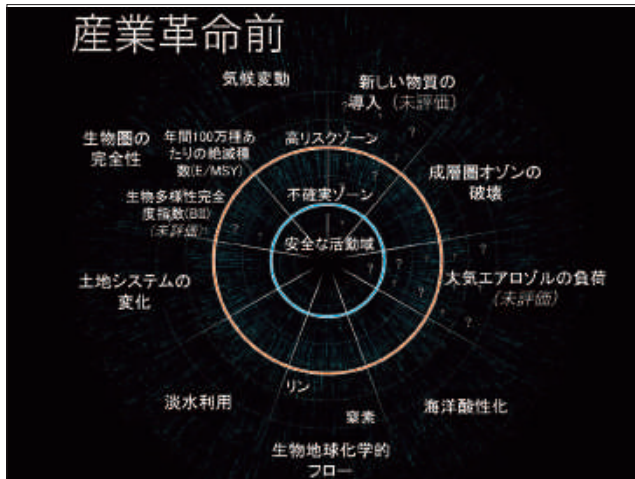 産業革命前
気候変動
新しい物質の
導入(未評価)
生物圏の
完全性
年間100万種あ
たりの絶滅種
数(E/MSY)
高リスクゾーン
成層圏オゾンの
破壊
生物多様性完全
度指数(BII)
(未評価)
不確実ゾーン
安全な活動域
土地システムの
変化
大気エアロゾルの負荷
(未評価)
リン
淡水利用
窒素
海洋酸性化
生物地球化学的
フロー
?
?
?
?
?
?
?
?
?